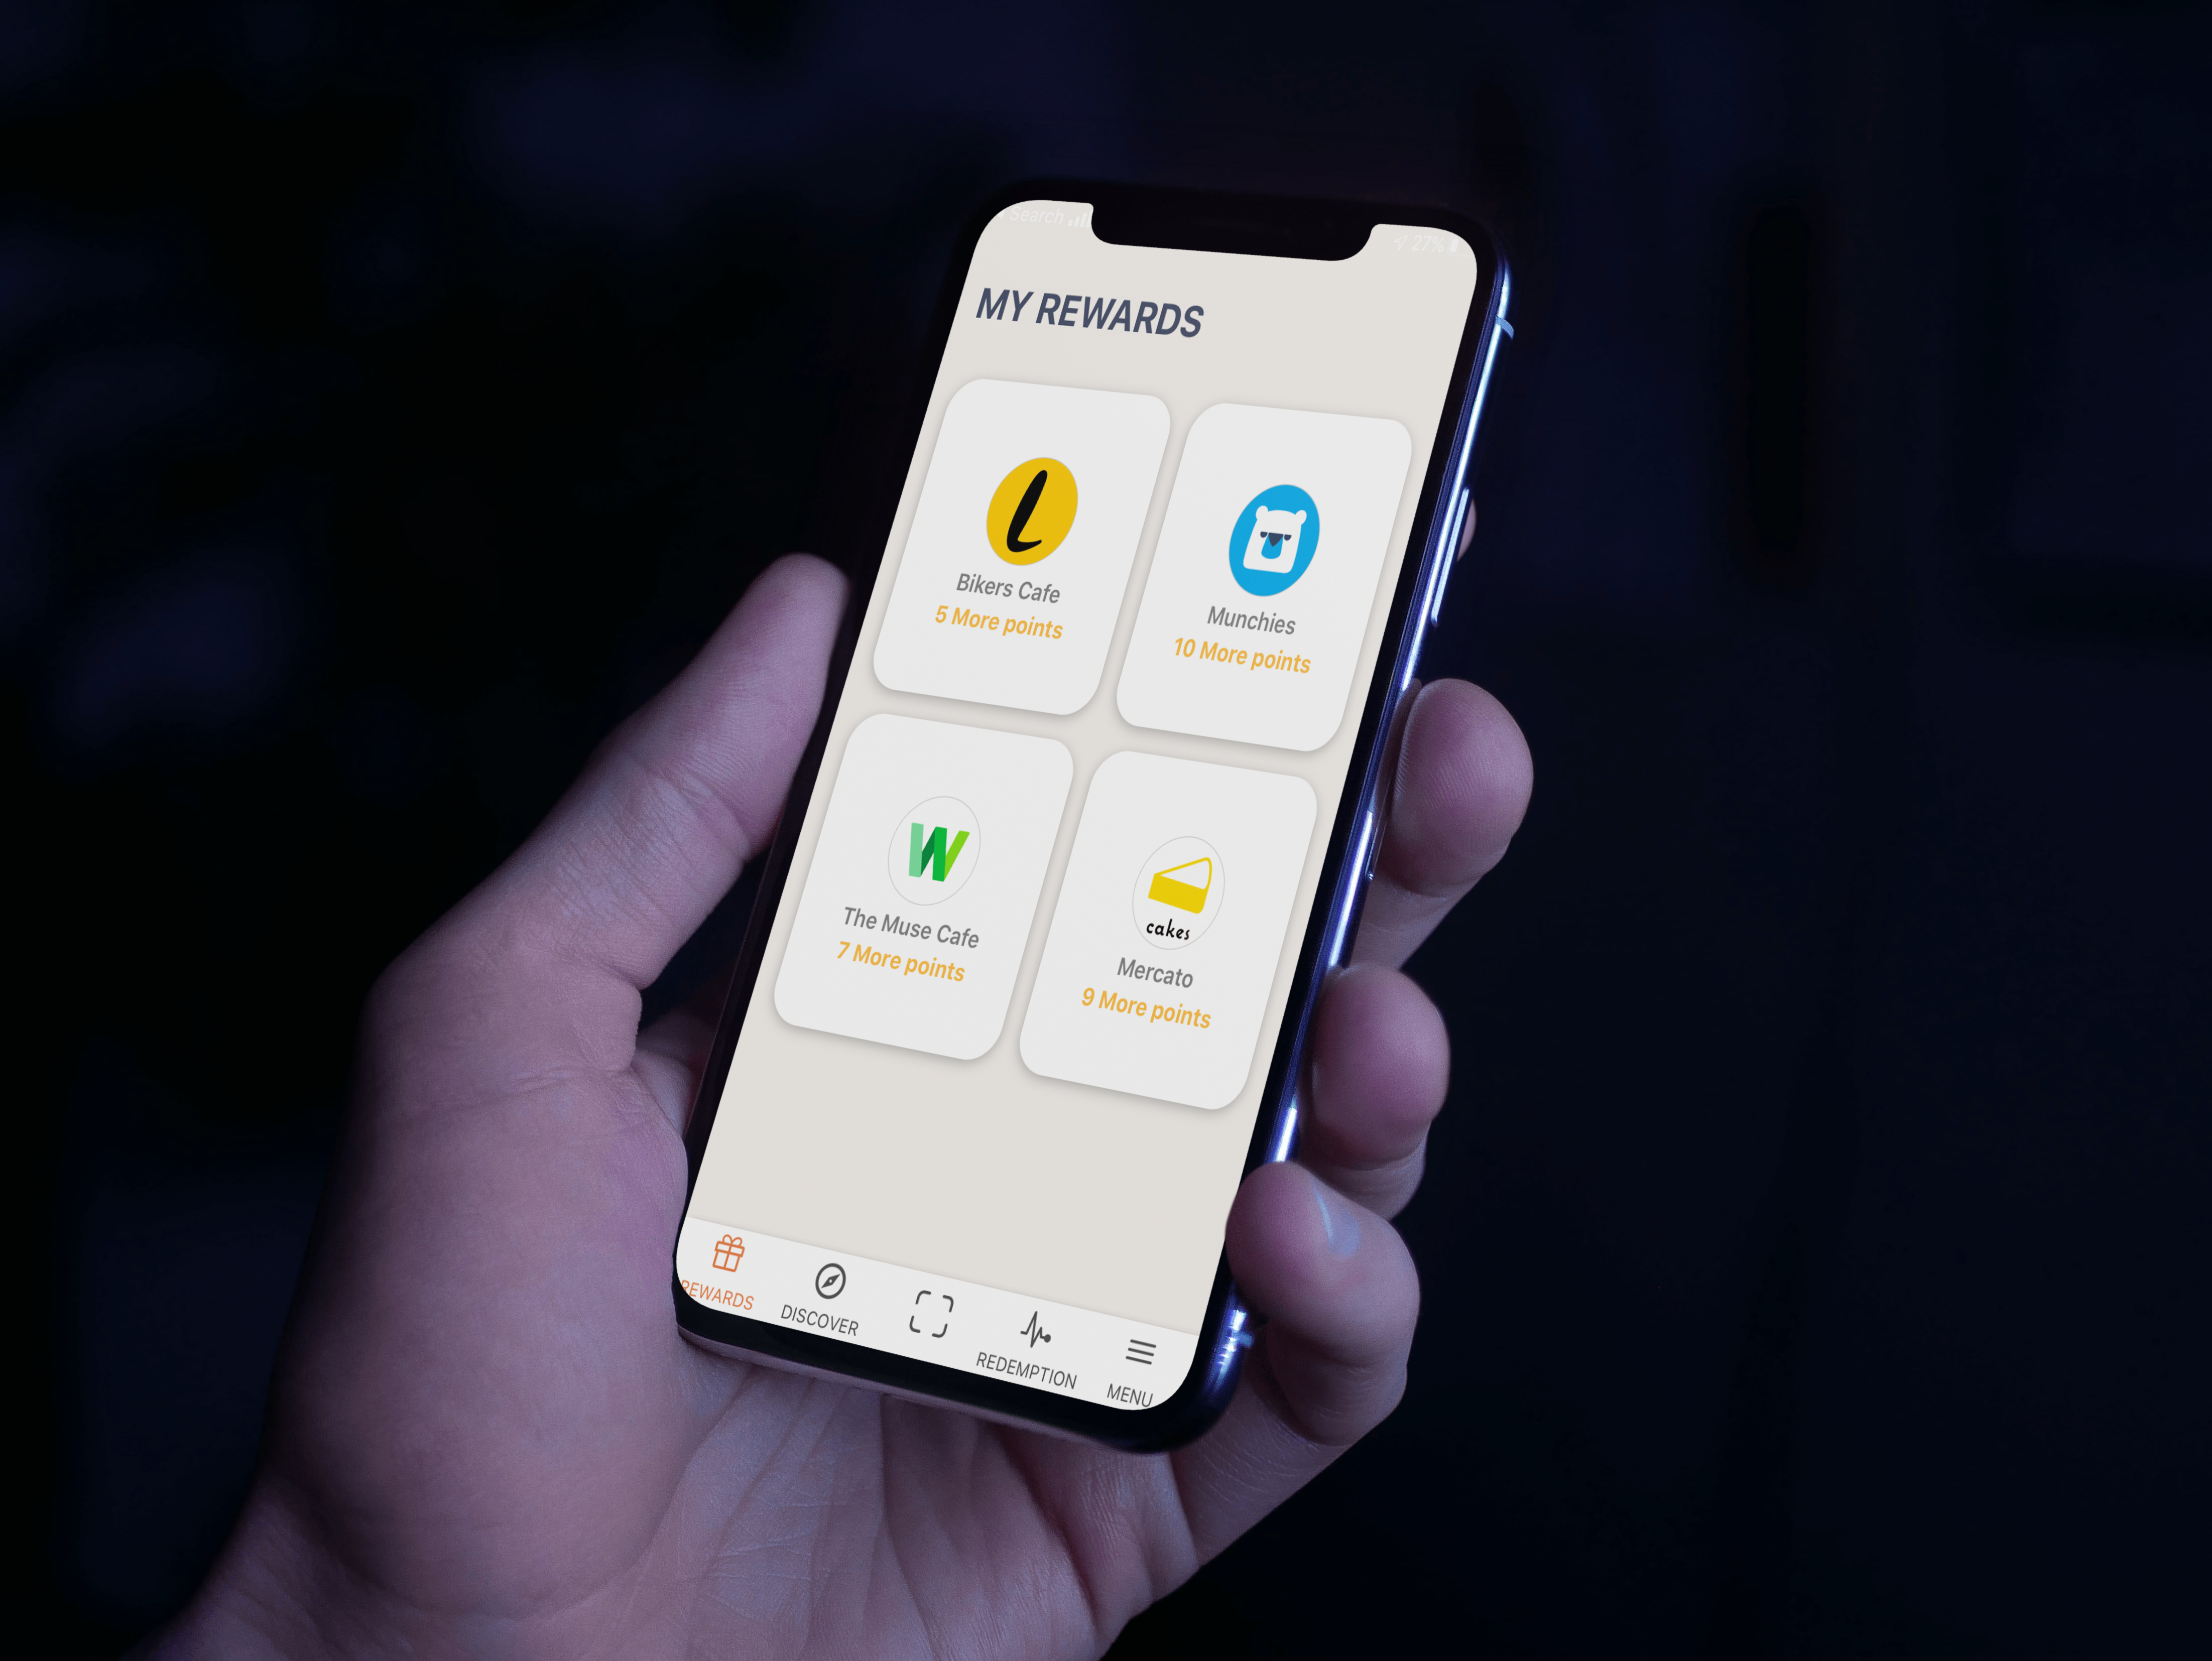 Search
27%
MY REWARDS
Bikers Cafe
5 More points
Munchies
10 More points
The Muse Cafe
7 More points
cakes
Mercato
9 More points
REWARDS
DISCOVER
REDEMPTION
MENU